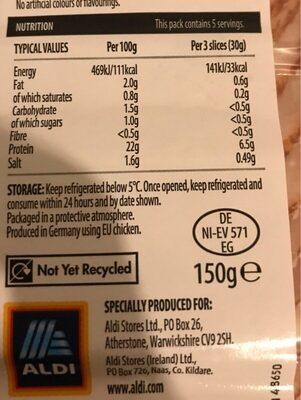 No artificial colours or flavourings.
NUTRITION This pack contains 5 servings.
TYPICAL VALUES Per 100g Per 3 slices (30g)
Energy 469kJ/111kcal 141kJ/33kcal
Fat 2.0g 0.6g
of which saturates 0.8g 0.2g
Carbohydrate 1.5g <0.5g
of which sugars 1.0g <0.5g
Fibre <0.5g <0.5g
Protein 22g 6.5g
Salt 1.6g 0.49g
STORAGE: Keep refrigerated below 5°C. Once opened, keep refrigerated and
consume within 24 hours and by date shown.
Packaged in a protective atmosphere.
Produced in Germany using EU chicken.
DE
NI-EV 571
EG
Not Yet Recycled
150g℮
SPECIALLY PRODUCED FOR:
Aldi Stores Ltd., PO Box 26,
Atherstone, Warwickshire CV9 2SH.
Aldi Stores (Ireland) Ltd.,
PO Box 726, Naas, Co. Kildare.
www.aldi.com
ALDI